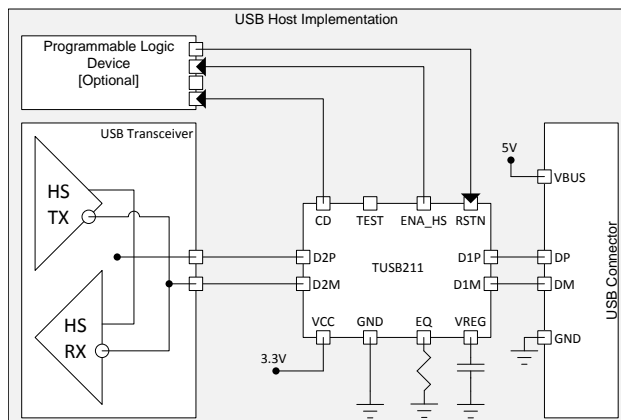 USB Host Implementation
Programmable Logic
Device
[Optional]
USB Transceiver
HS
TX
HS
RX
CD
TEST
ENA_HS
RSTN
D2P
D2M
TUSB211
D1P
D1M
VCC
GND
EQ
VREG
3.3V
5V
VBUS
DP
DM
GND
USB Connector